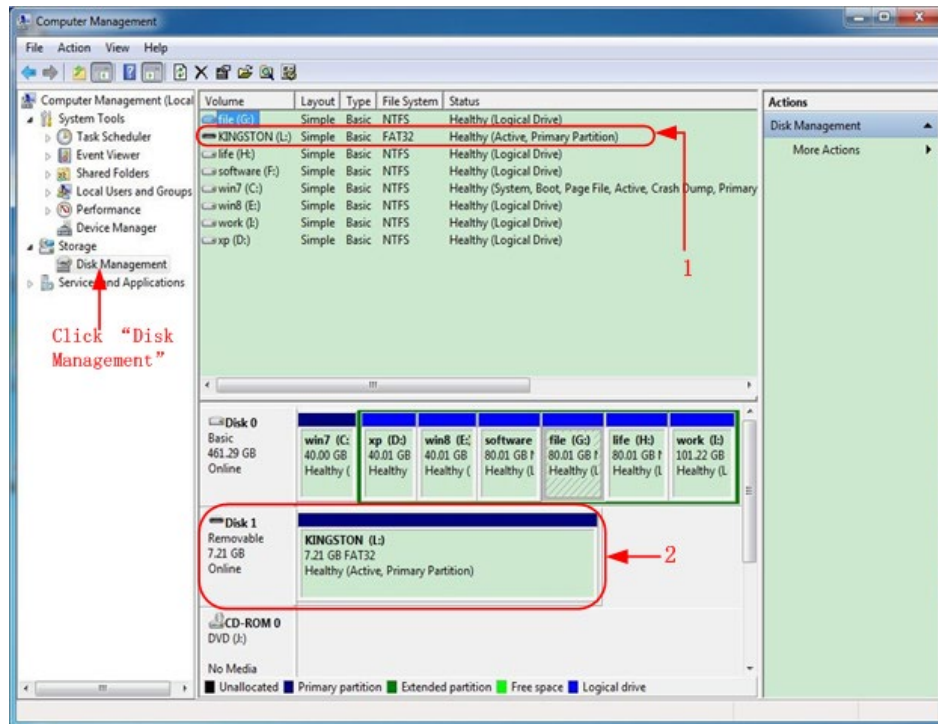 Computer Management
File Action View Help
Computer Management (Local
System Tools
Task Scheduler
Event Viewer
Shared Folders
Local Users and Groups
Performance
Device Manager
Storage
Disk Management
Services and Applications
Click “Disk
Management”
Volume Layout Type File System Status
file (G:) Simple Basic NTFS Healthy (Logical Drive)
KINGSTON (L:) Simple Basic FAT32 Healthy (Active, Primary Partition)
life (H:) Simple Basic NTFS Healthy (Logical Drive)
software (F:) Simple Basic NTFS Healthy (Logical Drive)
win7 (C:) Simple Basic NTFS Healthy (System, Boot, Page File, Active, Crash Dump, Primary
win8 (E:) Simple Basic NTFS Healthy (Logical Drive)
work (I:) Simple Basic NTFS Healthy (Logical Drive)
xp (D:) Simple Basic NTFS Healthy (Logical Drive)
1
Actions
Disk Management
More Actions
Disk 0
Basic
461.29 GB
Online
win7 (C: xp (D:) win8 (E: software file (G:) life (H:) work (I:)
40.00 GB 40.01 GB 40.01 GB 80.01 GB N 80.01 GB N 80.01 GB N 101.22 GB
Healthy ( Healthy Healthy ( Healthy (L Healthy (L Healthy (L Healthy (L
Disk 1
Removable
7.21 GB
Online
KINGSTON (L:)
7.21 GB FAT32
Healthy (Active, Primary Partition)
2
CD-ROM 0
DVD (J:)
No Media
Unallocated Primary partition Extended partition Free space Logical drive